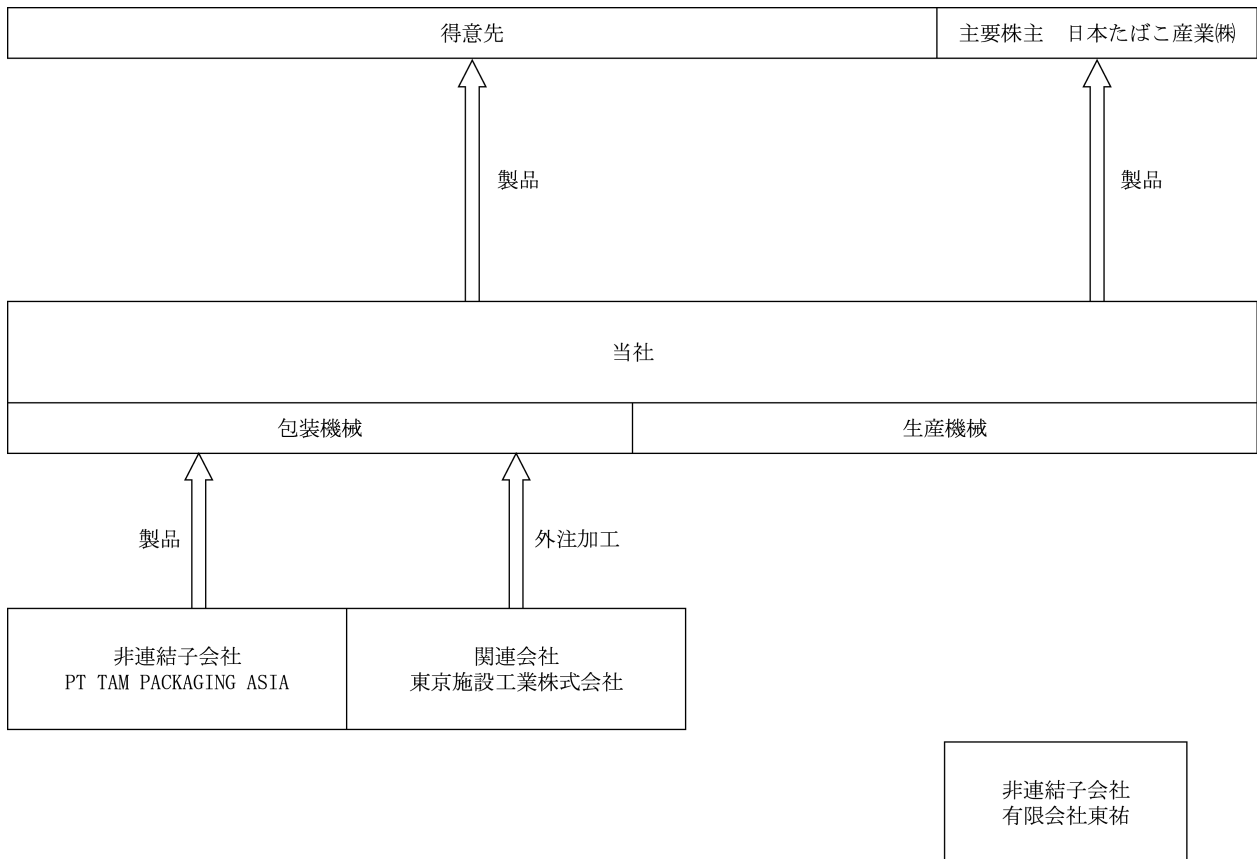 得意先
主要株主　日本たばこ産業㈱
製品
製品
当社
包装機械
生産機械
製品
外注加工
非連結子会社
PT TAM PACKAGING ASIA
関連会社
東京施設工業株式会社
非連結子会社
有限会社東祐